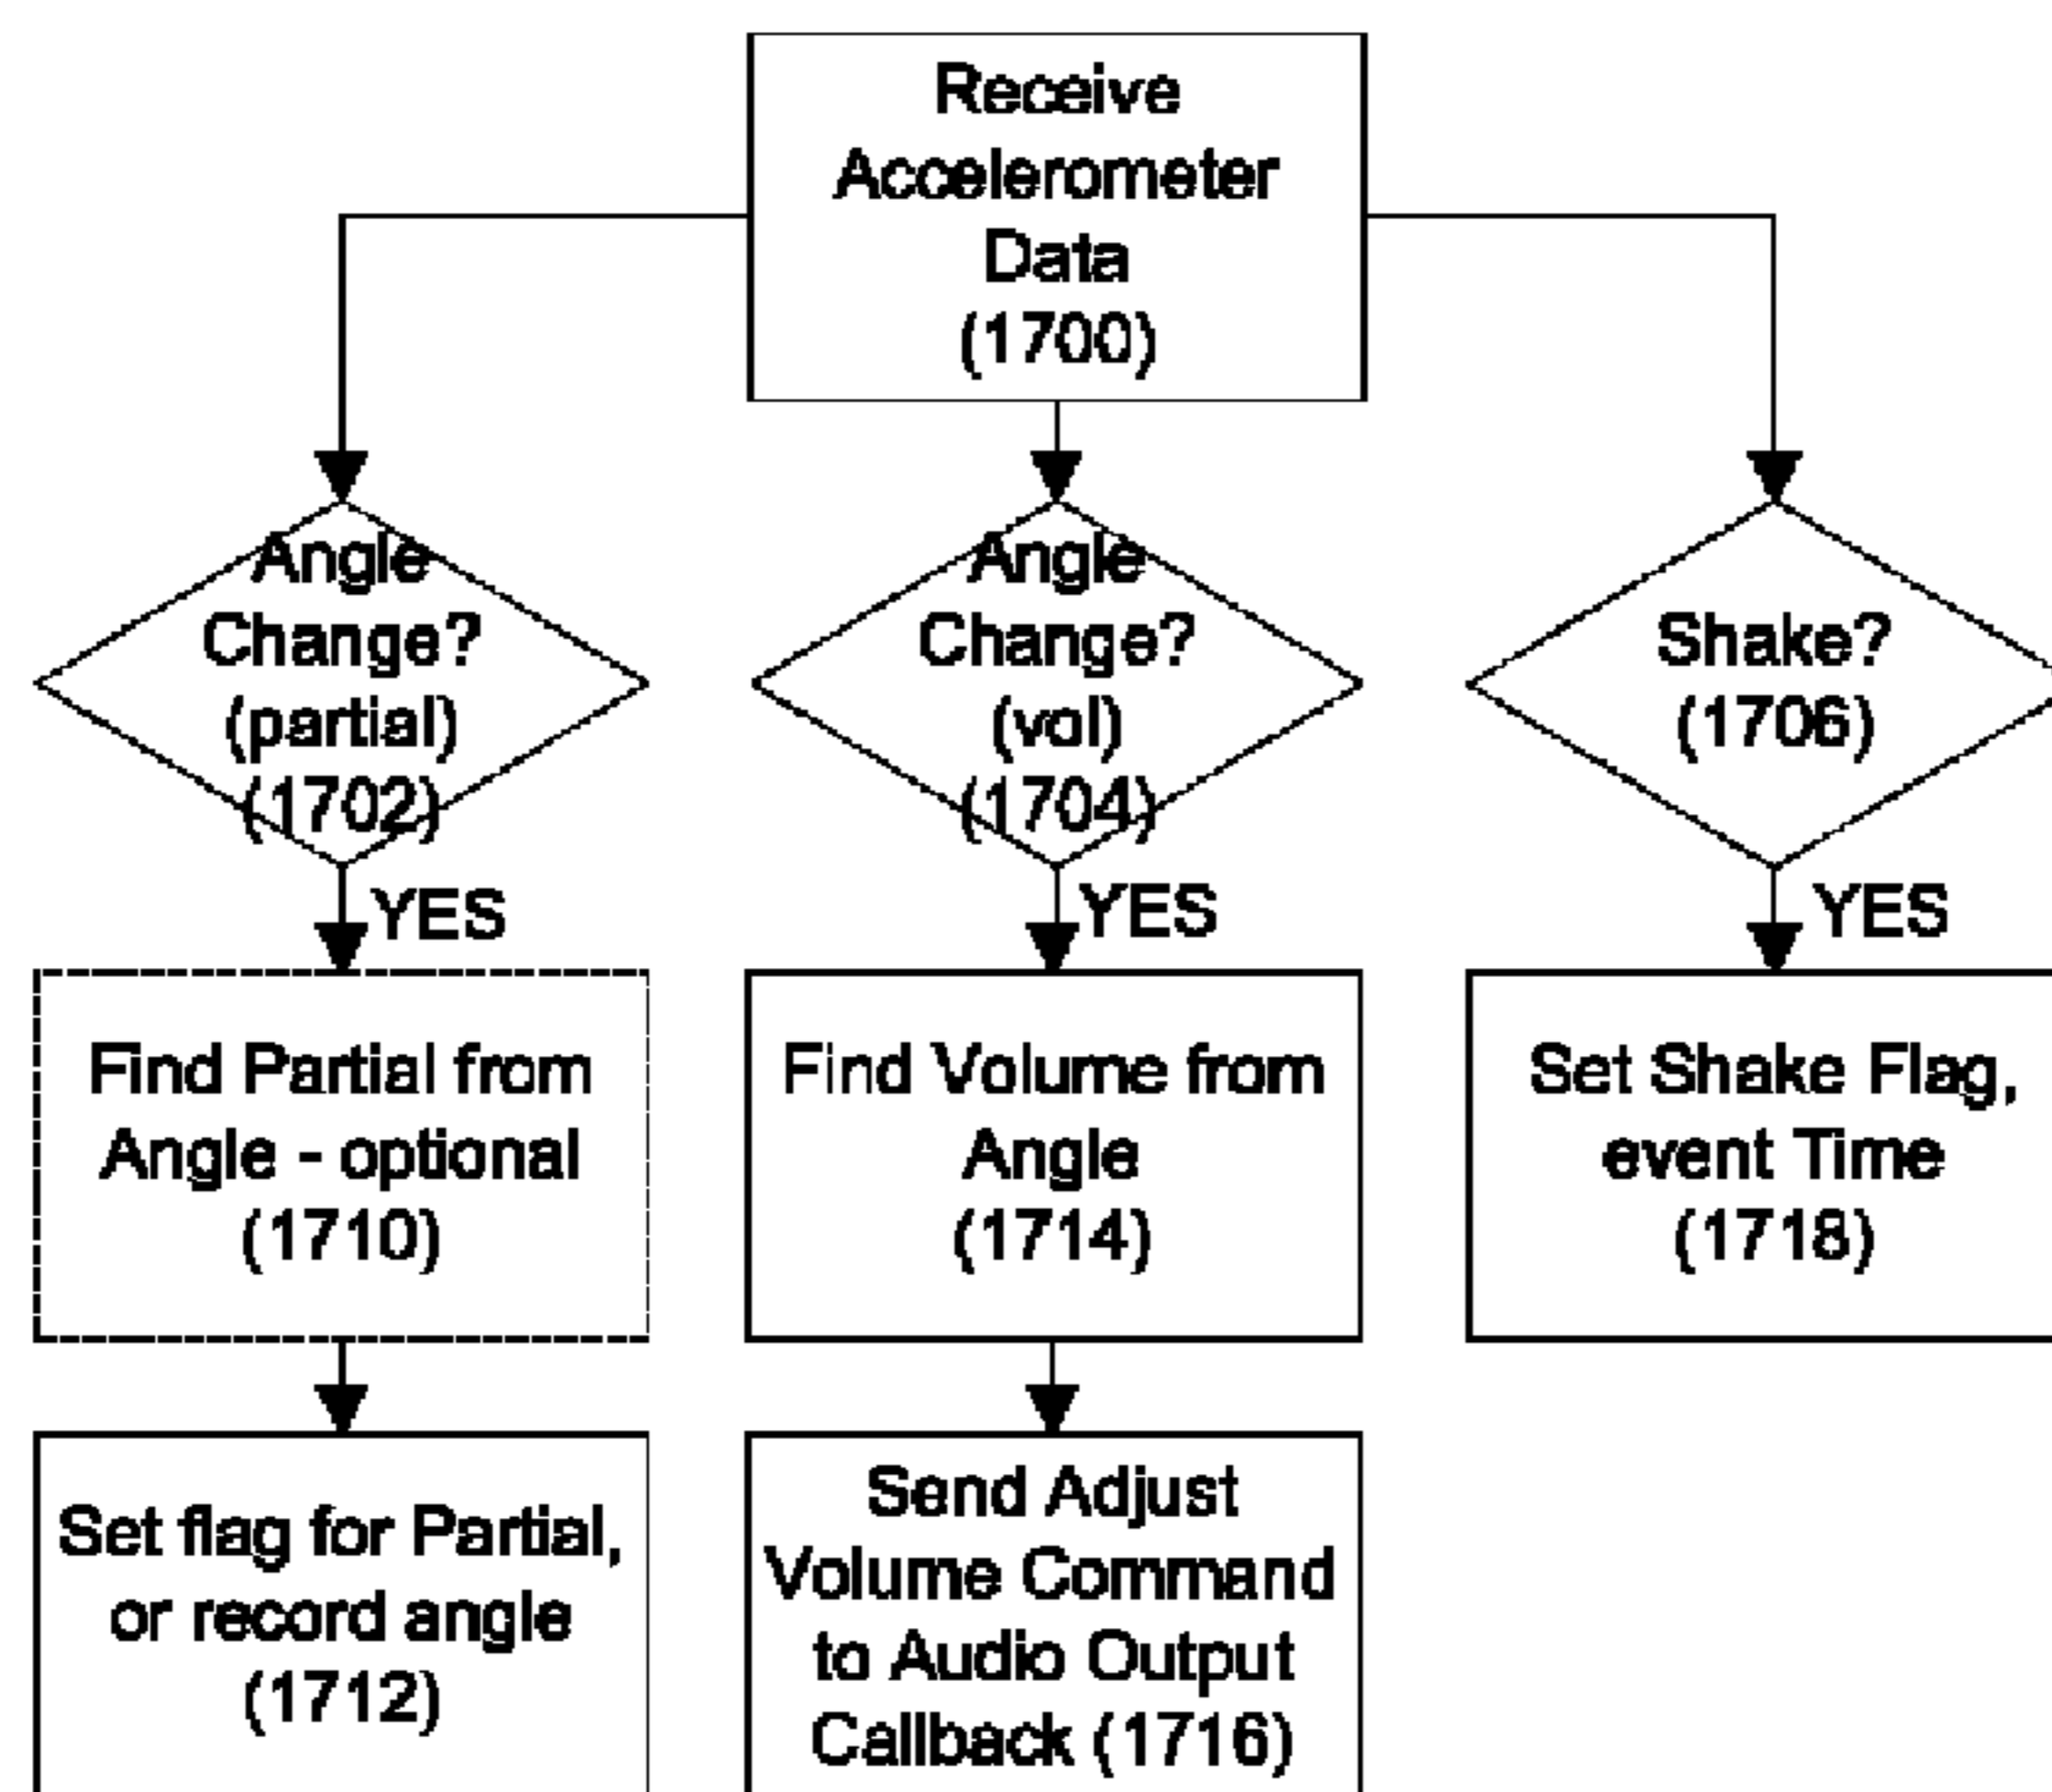 Receive
Accelerometer
Data
(1700)
Angle
Change?
(partial)
(1702)
Angle
Change?
(vol)
(1704)
Shake?
(1706)
YES
YES
YES
Find Partial from
Angle - optional
(1710)
Find Volume from
Angle
(1714)
Set Shake Flag,
event Time
(1718)
Set flag for Partial,
or record angle
(1712)
Send Adjust
Volume Command
to Audio Output
Callback (1716)